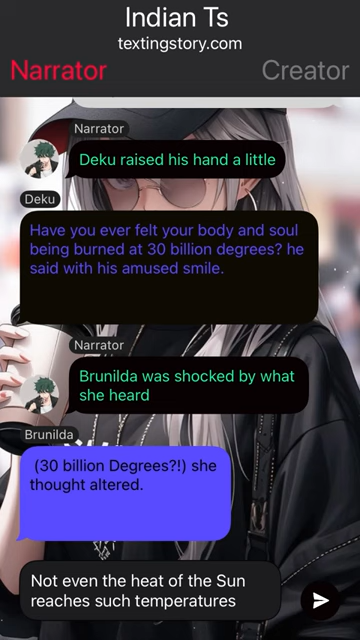 Indian Ts
textingstory.com
Narrator
Creator
Narrator
Deku raised his hand a little
Deku
Have you ever felt your body and soul
being burned at 30 billion degrees? he
said with his amused smile.
Narrator
Brunilda was shocked by what
she heard
Brunilda
(30 billion Degrees?!) she
thought altered.
Not even the heat of the Sun
reaches such temperatures